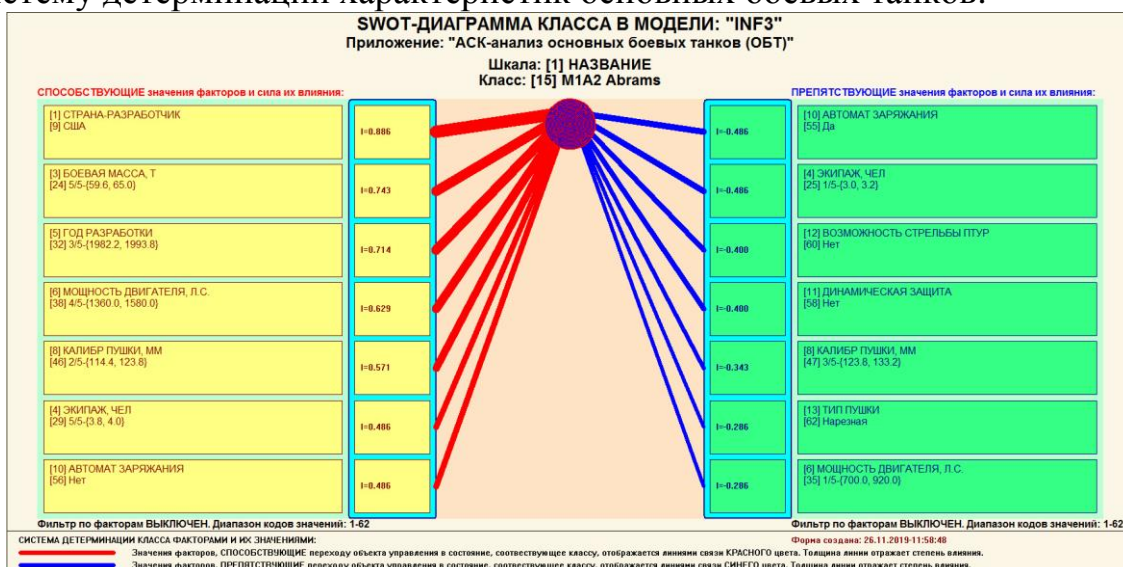 систему детерминации характеристик основных боевых танков.
SWOT-ДИАГРАММА КЛАССА В МОДЕЛИ: "INF3"
Приложение: "АСК-анализ основных боевых танков (ОБТ)"
Шкала: [1] НАЗВАНИЕ
Класс: [15] M1A2 Abrams
СПОСОБСТВУЮЩИЕ значения факторов и сила их влияния:
[1] СТРАНА-РАЗРАБОТЧИК
[9] США
I=0.886
[3] БОЕВАЯ МАССА, Т
[24] 5/5-{59.6, 65.0}
I=0.743
[5] ГОД РАЗРАБОТКИ
[32] 3/5-{1982.2, 1993.8}
I=0.714
[6] МОЩНОСТЬ ДВИГАТЕЛЯ, Л.С.
[38] 4/5-{1360.0, 1580.0}
I=0.629
[8] КАЛИБР ПУШКИ, ММ
[46] 2/5-{114.4, 123.8}
I=0.571
[4] ЭКИПАЖ, ЧЕЛ
[29] 5/5-{3.8, 4.0}
I=0.486
[10] АВТОМАТ ЗАРЯЖАНИЯ
[56] Нет
I=0.486
Фильтр по факторам ВЫКЛЮЧЕН. Диапазон кодов значений: 1-62
ПРЕПЯТСТВУЮЩИЕ значения факторов и сила их влияния:
I=-0.486
[10] АВТОМАТ ЗАРЯЖАНИЯ
[55] Да
I=-0.486
[4] ЭКИПАЖ, ЧЕЛ
[25] 1/5-{3.0, 3.2}
I=-0.400
[12] ВОЗМОЖНОСТЬ СТРЕЛЬБЫ ПТУР
[60] Нет
I=-0.400
[11] ДИНАМИЧЕСКАЯ ЗАЩИТА
[58] Нет
I=-0.343
[8] КАЛИБР ПУШКИ, ММ
[47] 3/5-{123.8, 133.2}
I=-0.286
[13] ТИП ПУШКИ
[62] Нарезная
I=-0.286
[6] МОЩНОСТЬ ДВИГАТЕЛЯ, Л.С.
[35] 1/5-{700.0, 920.0}
Фильтр по факторам ВЫКЛЮЧЕН. Диапазон кодов значений: 1-62
СИСТЕМА ДЕТЕРМИНАЦИИ КЛАССА ФАКТОРАМИ И ИХ ЗНАЧЕНИЯМИ:
Форма создана: 26.11.2019-11:58:48
Значения факторов, СПОСОБСТВУЮЩИЕ переходу объекта управления в состояние, соответсвующее классу, отображается линиями связи КРАСНОГО цвета. Толщина линии отражает степень влияния.
Значения факторов, ПРЕПЯТСТВУЮЩИЕ переходу объекта управления в состояние, соответсвующее классу, отображается линиями связи СИНЕГО цвета. Толщина линии отражает степень влияния.